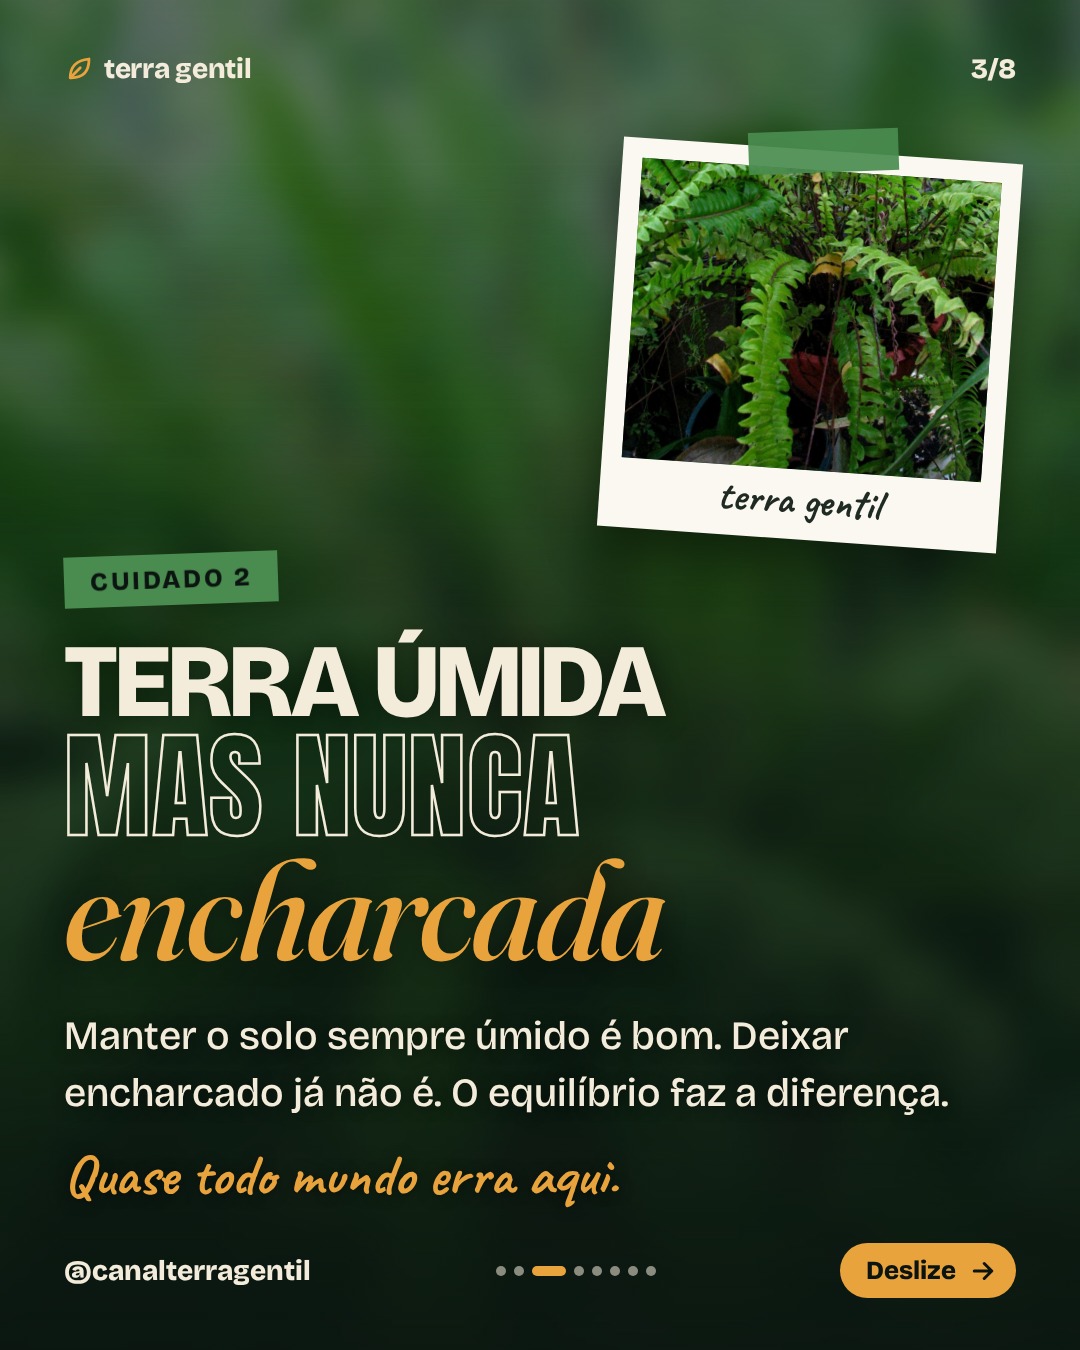 terra gentil
3/8
terra gentil
CUIDADO 2
TERRA ÚMIDA
MAS NUNCA
encharcada
Manter o solo sempre úmido é bom. Deixar
encharcado já não é. O equilíbrio faz a diferença.
Quase todo mundo erra aqui.
@canalterragentil
Deslize →